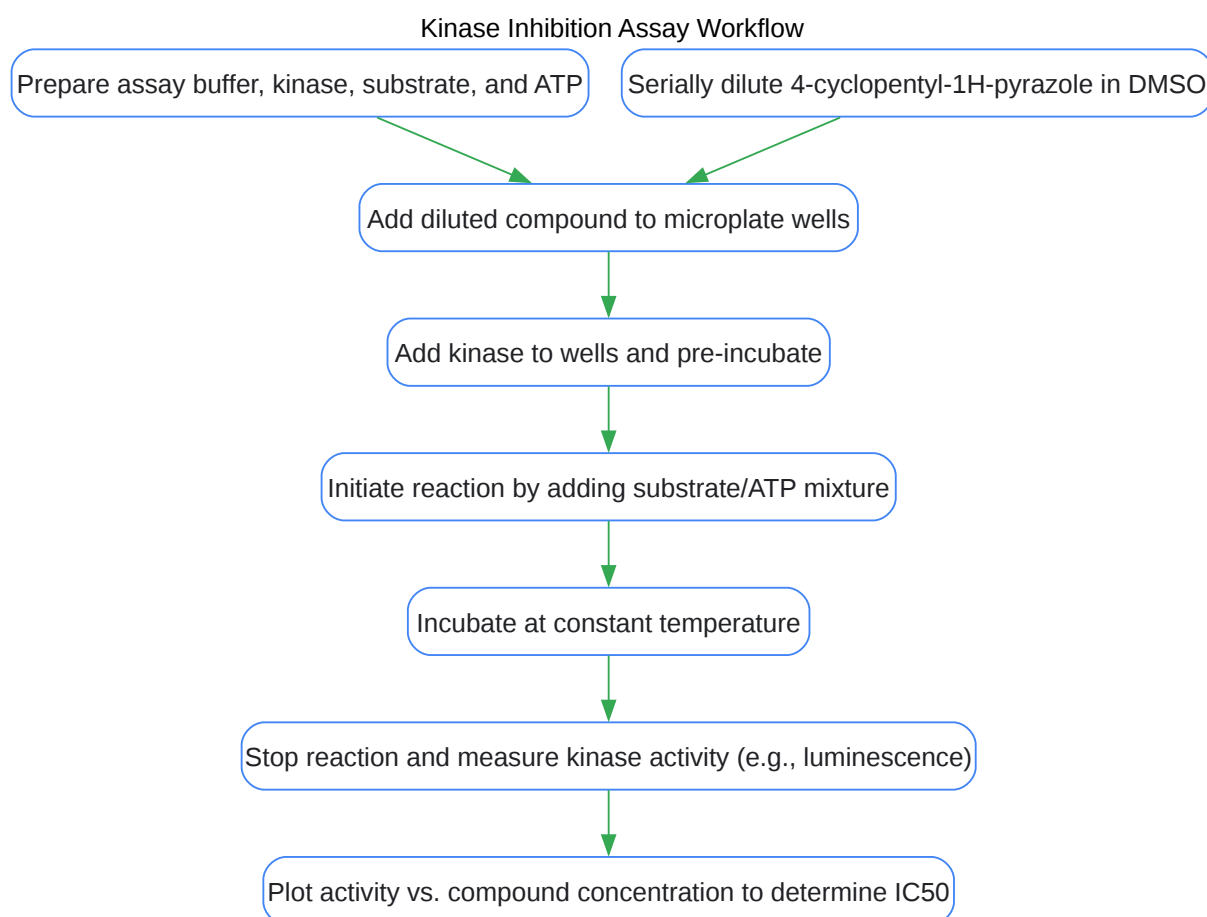 Kinase Inhibition Assay Workflow
Prepare assay buffer, kinase, substrate, and ATP
Serially dilute 4-cyclopentyl-1H-pyrazole in DMSO
Add diluted compound to microplate wells
Add kinase to wells and pre-incubate
Initiate reaction by adding substrate/ATP mixture
Incubate at constant temperature
Stop reaction and measure kinase activity (e.g., luminescence)
Plot activity vs. compound concentration to determine IC50